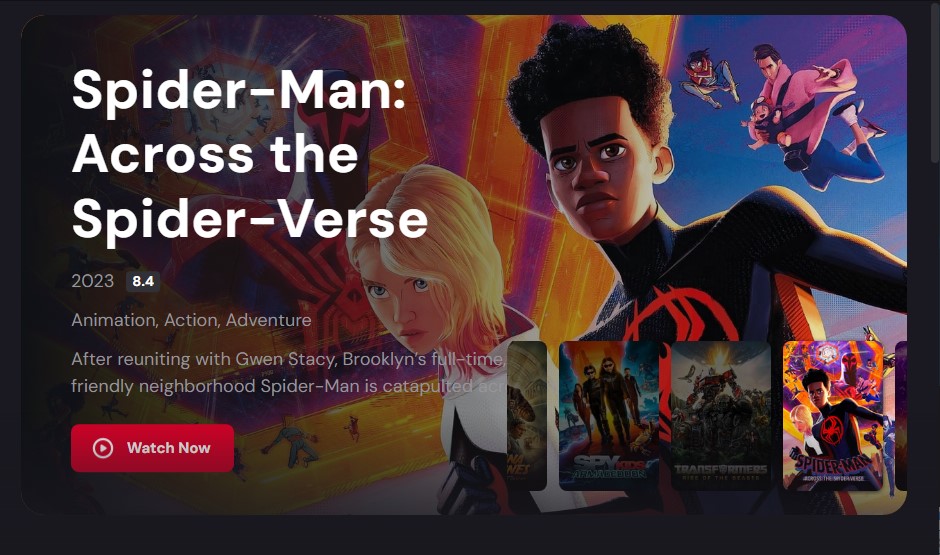 Spider-Man:
Across the
Spider-Verse
2023 8.4
Animation, Action, Adventure
After reuniting with Gwen Stacy, Brooklyn's full-time,
friendly neighborhood Spider-Man is catapulted acr
Watch Now
SPY KIDS
ARMAGEDDON
TRANSFORMERS
RISE OF THE BEASTS
SPIDER-MAN
ACROSS THE SPIDER-VERSE